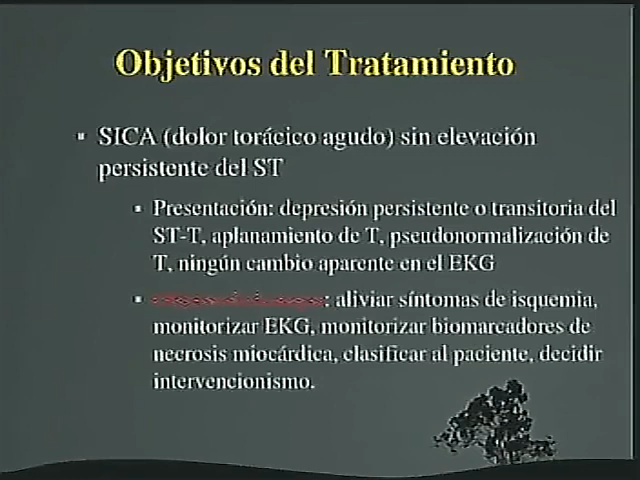 Objetivos del Tratamiento
SICA (dolor torácico agudo) sin elevación
persistente del ST
Presentación: depresión persistente o transitoria del
ST-T, aplanamiento de T, pseudonormalización de
T, ningún cambio aparente en el EKG
: aliviar síntomas de isquemia,
monitorizar EKG, monitorizar biomarcadores de
necrosis miocárdica, clasificar al paciente, decidir
intervencionismo.